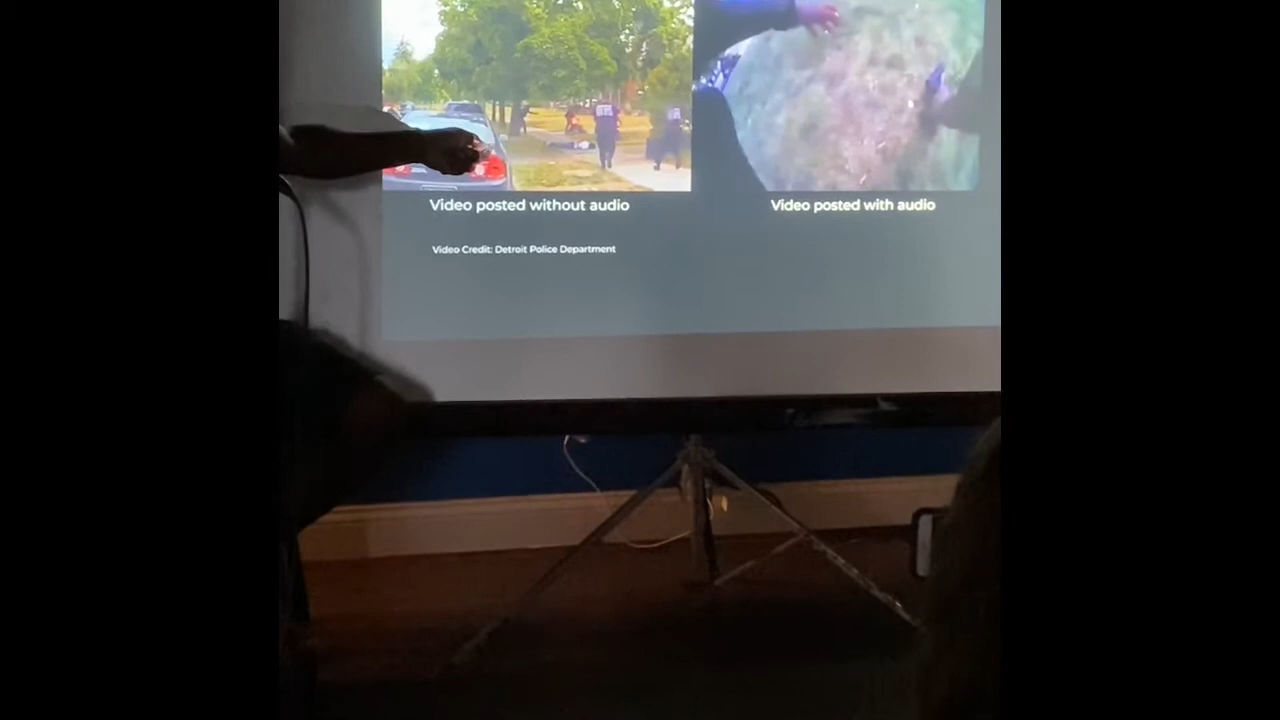 Video posted without audio
Video posted with audio
Video Credit: Detroit Police Department